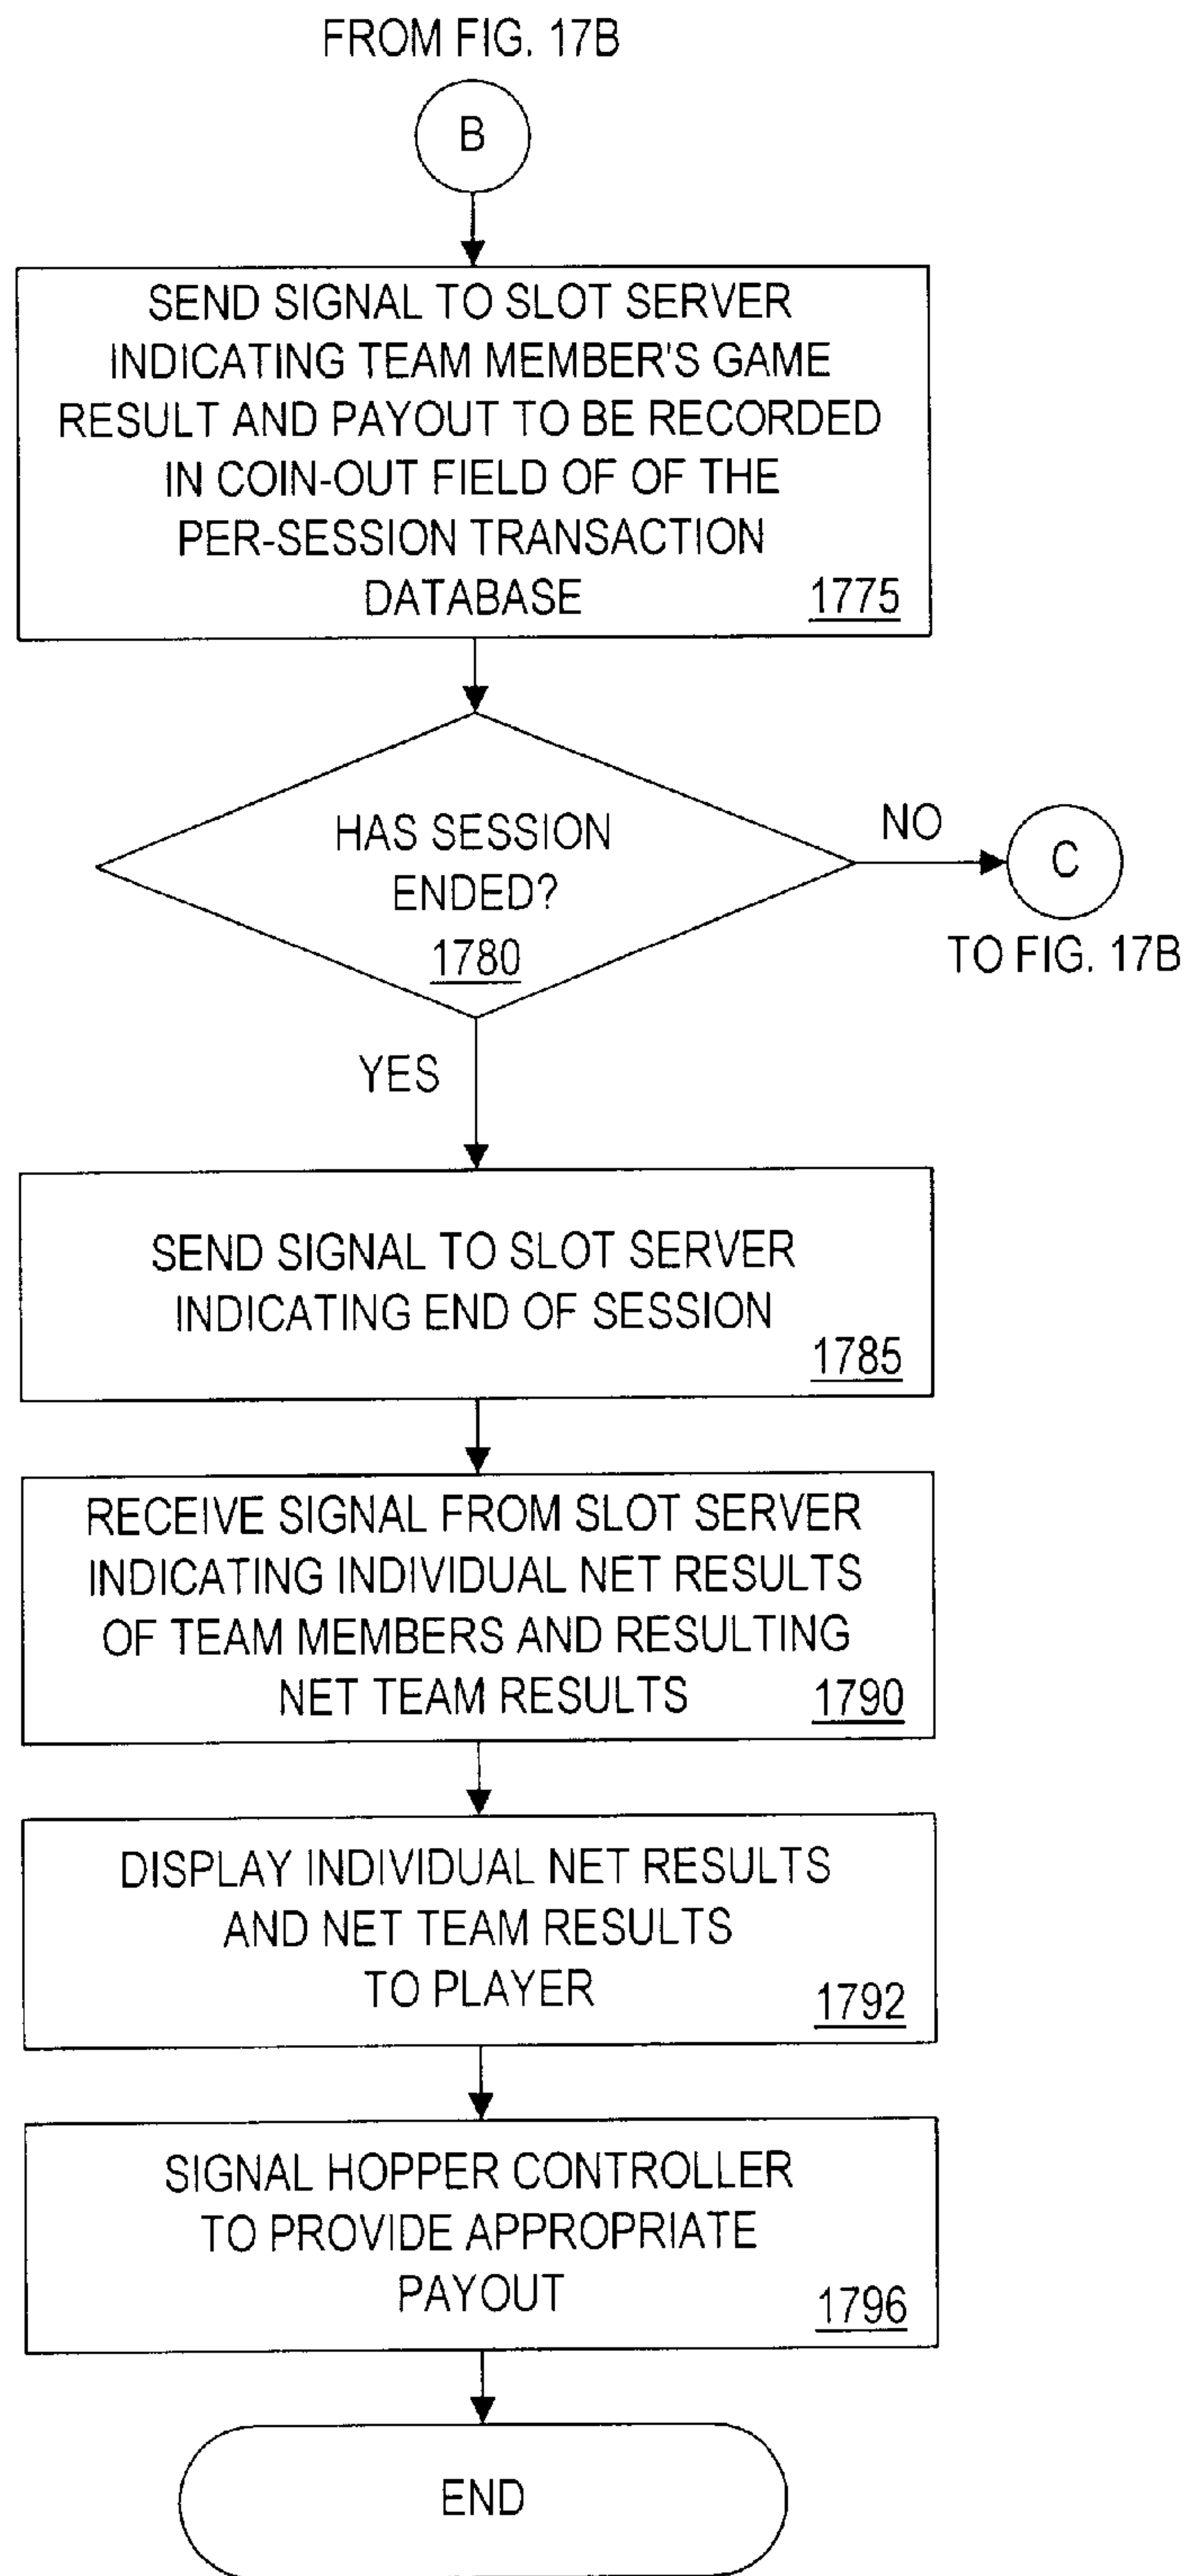 FROM FIG. 17B
B
SEND SIGNAL TO SLOT SERVER
INDICATING TEAM MEMBER'S GAME
RESULT AND PAYOUT TO BE RECORDED
IN COIN-OUT FIELD OF OF THE
PER-SESSION TRANSACTION
DATABASE
1775
HAS SESSION
ENDED?
1780
NO
C
TO FIG. 17B
YES
SEND SIGNAL TO SLOT SERVER
INDICATING END OF SESSION
1785
RECEIVE SIGNAL FROM SLOT SERVER
INDICATING INDIVIDUAL NET RESULTS
OF TEAM MEMBERS AND RESULTING
NET TEAM RESULTS
1790
DISPLAY INDIVIDUAL NET RESULTS
AND NET TEAM RESULTS
TO PLAYER
1792
SIGNAL HOPPER CONTROLLER
TO PROVIDE APPROPRIATE
PAYOUT
1796
END